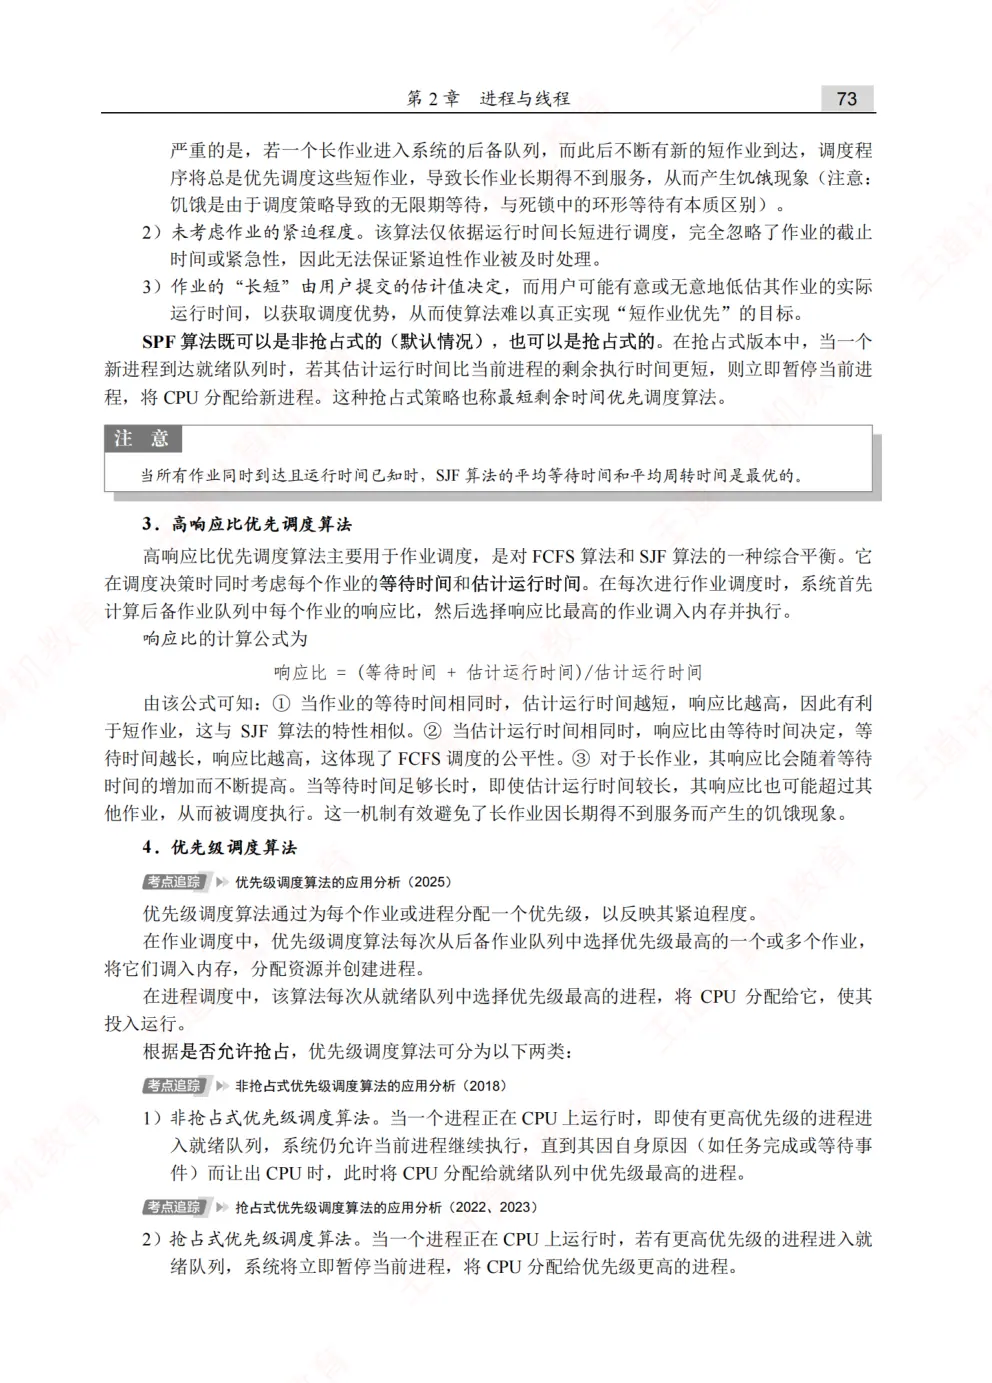 第 2 章 进程与线程 73
严重的是，若一个长作业进入系统的后备队列，而此后不断有新的短作业到达，调度程
序将总是优先调度这些短作业，导致长作业长期得不到服务，从而产生饥饿现象（注意：
饥饿是由于调度策略导致的无限期等待，与死锁中的环形等待有本质区别）。
2）未考虑作业的紧迫程度。该算法仅依据运行时间长短进行调度，完全忽略了作业的截止
时间或紧急性，因此无法保证紧迫性作业被及时处理。
3）作业的“长短”由用户提交的估计值决定，而用户可能有意或无意地低估其作业的实际
运行时间，以获取调度优势，从而使算法难以真正实现“短作业优先”的目标。
SPF 算法既可以是非抢占式的（默认情况），也可以是抢占式的。在抢占式版本中，当一个
新进程到达就绪队列时，若其估计运行时间比当前进程的剩余执行时间更短，则立即暂停当前进
程，将 CPU 分配给新进程。这种抢占式策略也称最短剩余时间优先调度算法。
注 意
当所有作业同时到达且运行时间已知时，SJF 算法的平均等待时间和平均周转时间是最优的。
3．高响应比优先调度算法
高响应比优先调度算法主要用于作业调度，是对 FCFS 算法和 SJF 算法的一种综合平衡。它
在调度决策时同时考虑每个作业的等待时间和估计运行时间。在每次进行作业调度时，系统首先
计算后备作业队列中每个作业的响应比，然后选择响应比最高的作业调入内存并执行。
响应比的计算公式为
响应比 = (等待时间 + 估计运行时间)/估计运行时间
由该公式可知：① 当作业的等待时间相同时，估计运行时间越短，响应比越高，因此有利
于短作业，这与 SJF 算法的特性相似。② 当估计运行时间相同时，响应比由等待时间决定，等
待时间越长，响应比越高，这体现了 FCFS 调度的公平性。③ 对于长作业，其响应比会随着等待
时间的增加而不断提高。当等待时间足够长时，即使估计运行时间较长，其响应比也可能超过其
他作业，从而被调度执行。这一机制有效避免了长作业因长期得不到服务而产生的饥饿现象。
4．优先级调度算法
考点追踪 优先级调度算法的应用分析（2025）
优先级调度算法通过为每个作业或进程分配一个优先级，以反映其紧迫程度。
在作业调度中，优先级调度算法每次从后备作业队列中选择优先级最高的一个或多个作业，
将它们调入内存，分配资源并创建进程。
在进程调度中，该算法每次从就绪队列中选择优先级最高的进程，将 CPU 分配给它，使其
投入运行。
根据是否允许抢占，优先级调度算法可分为以下两类：
考点追踪 非抢占式优先级调度算法的应用分析（2018）
1）非抢占式优先级调度算法。当一个进程正在 CPU 上运行时，即使有更高优先级的进程进
入就绪队列，系统仍允许当前进程继续执行，直到其因自身原因（如任务完成或等待事
件）而让出 CPU 时，此时将 CPU 分配给就绪队列中优先级最高的进程。
考点追踪 抢占式优先级调度算法的应用分析（2022、2023）
2）抢占式优先级调度算法。当一个进程正在 CPU 上运行时，若有更高优先级的进程进入就
绪队列，系统将立即暂停当前进程，将 CPU 分配给优先级更高的进程。